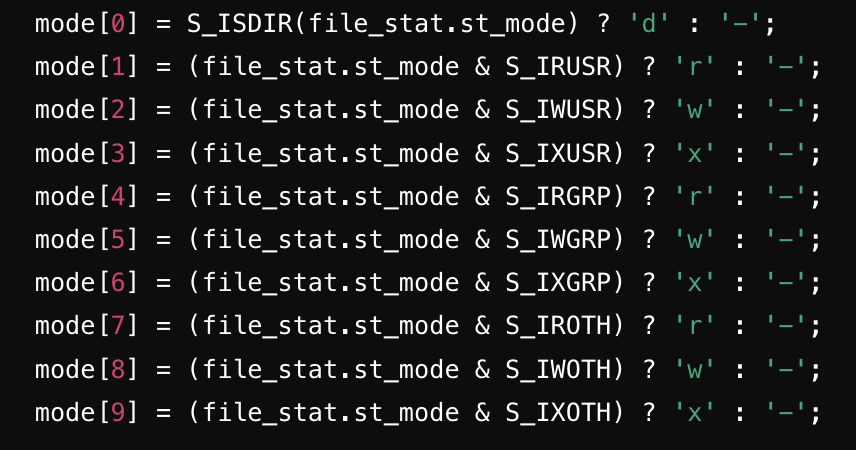 mode[0] = S_ISDIR(file_stat.st_mode) ? 'd' : '-';
mode[1] = (file_stat.st_mode & S_IRUSR) ? 'r' : '-';
mode[2] = (file_stat.st_mode & S_IWUSR) ? 'w' : '-';
mode[3] = (file_stat.st_mode & S_IXUSR) ? 'x' : '-';
mode[4] = (file_stat.st_mode & S_IRGRP) ? 'r' : '-';
mode[5] = (file_stat.st_mode & S_IWGRP) ? 'w' : '-';
mode[6] = (file_stat.st_mode & S_IXGRP) ? 'x' : '-';
mode[7] = (file_stat.st_mode & S_IROTH) ? 'r' : '-';
mode[8] = (file_stat.st_mode & S_IWOTH) ? 'w' : '-';
mode[9] = (file_stat.st_mode & S_IXOTH) ? 'x' : '-';